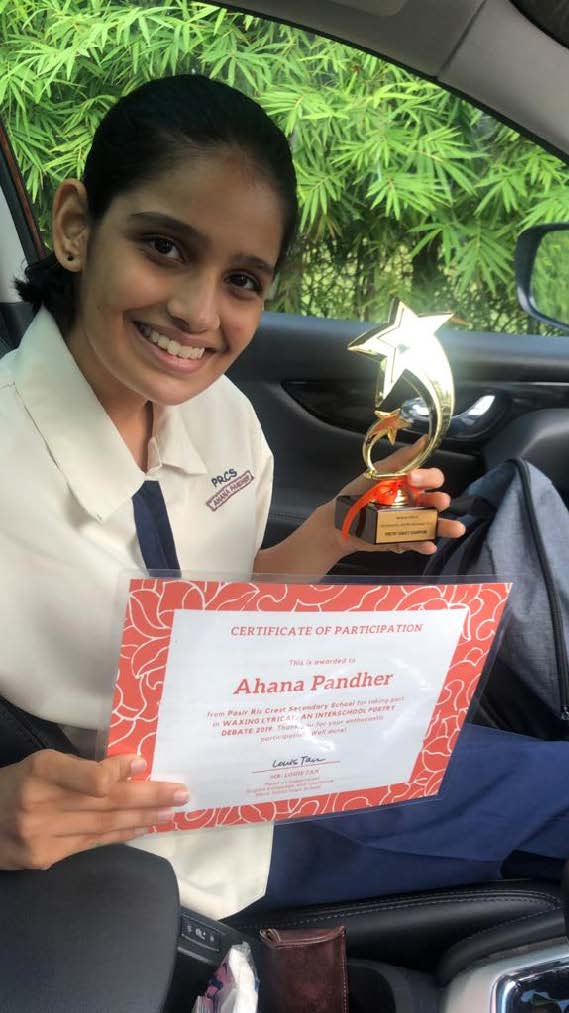 PRCS
AHANA PANDHER
CERTIFICATE OF PARTICIPATION
This is awarded to
Ahana Pandher
from Pasir Ris Crest Secondary School for taking part
in WAXING LYRICAL: AN INTERSCHOOL POETRY
DEBATE 2019. Thank you for your enthusiastic
participation. Well done!
Louis Tan
MR. LOUIS TAN